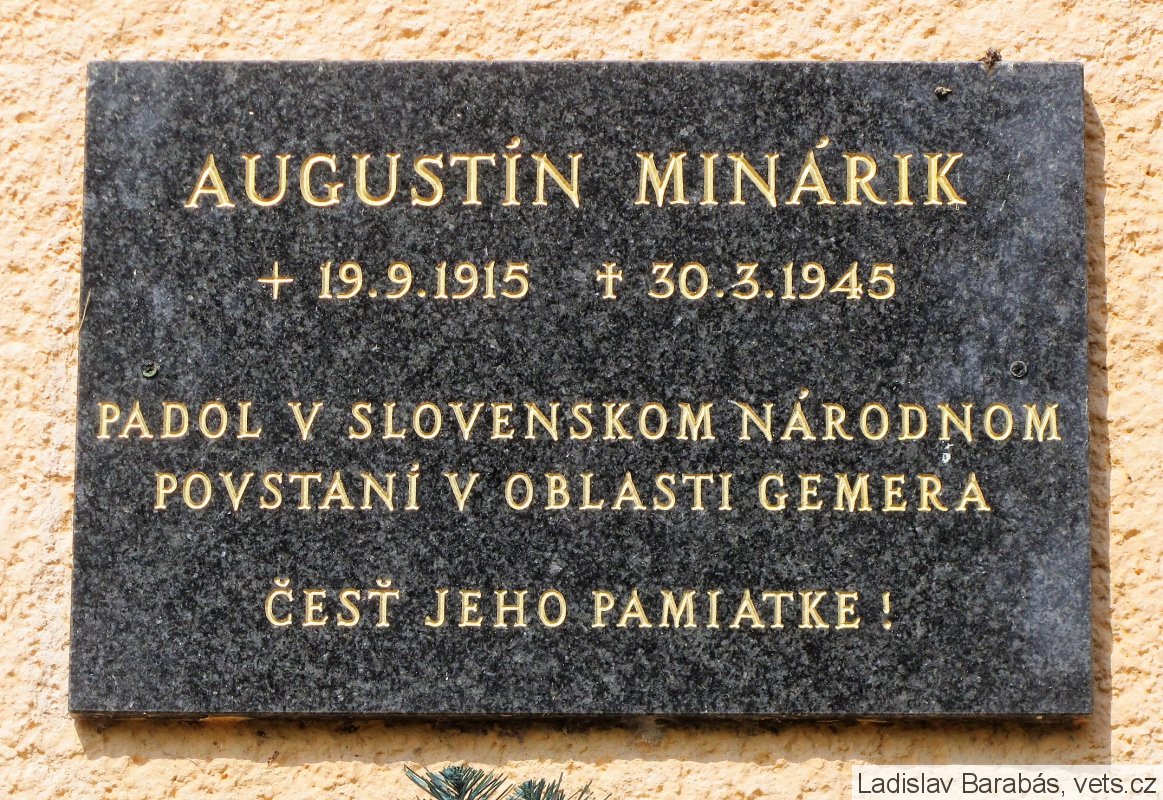 AUGUSTÍN MINÁRIK
+ 19.9.1915 ✝ 30.3.1945
PADOL V SLOVENSKOM NÁRODNOM
POVSTANÍ V OBLASTI GEMERA
ČESŤ JEHO PAMIATKE !
Ladislav Barabás, vets.cz